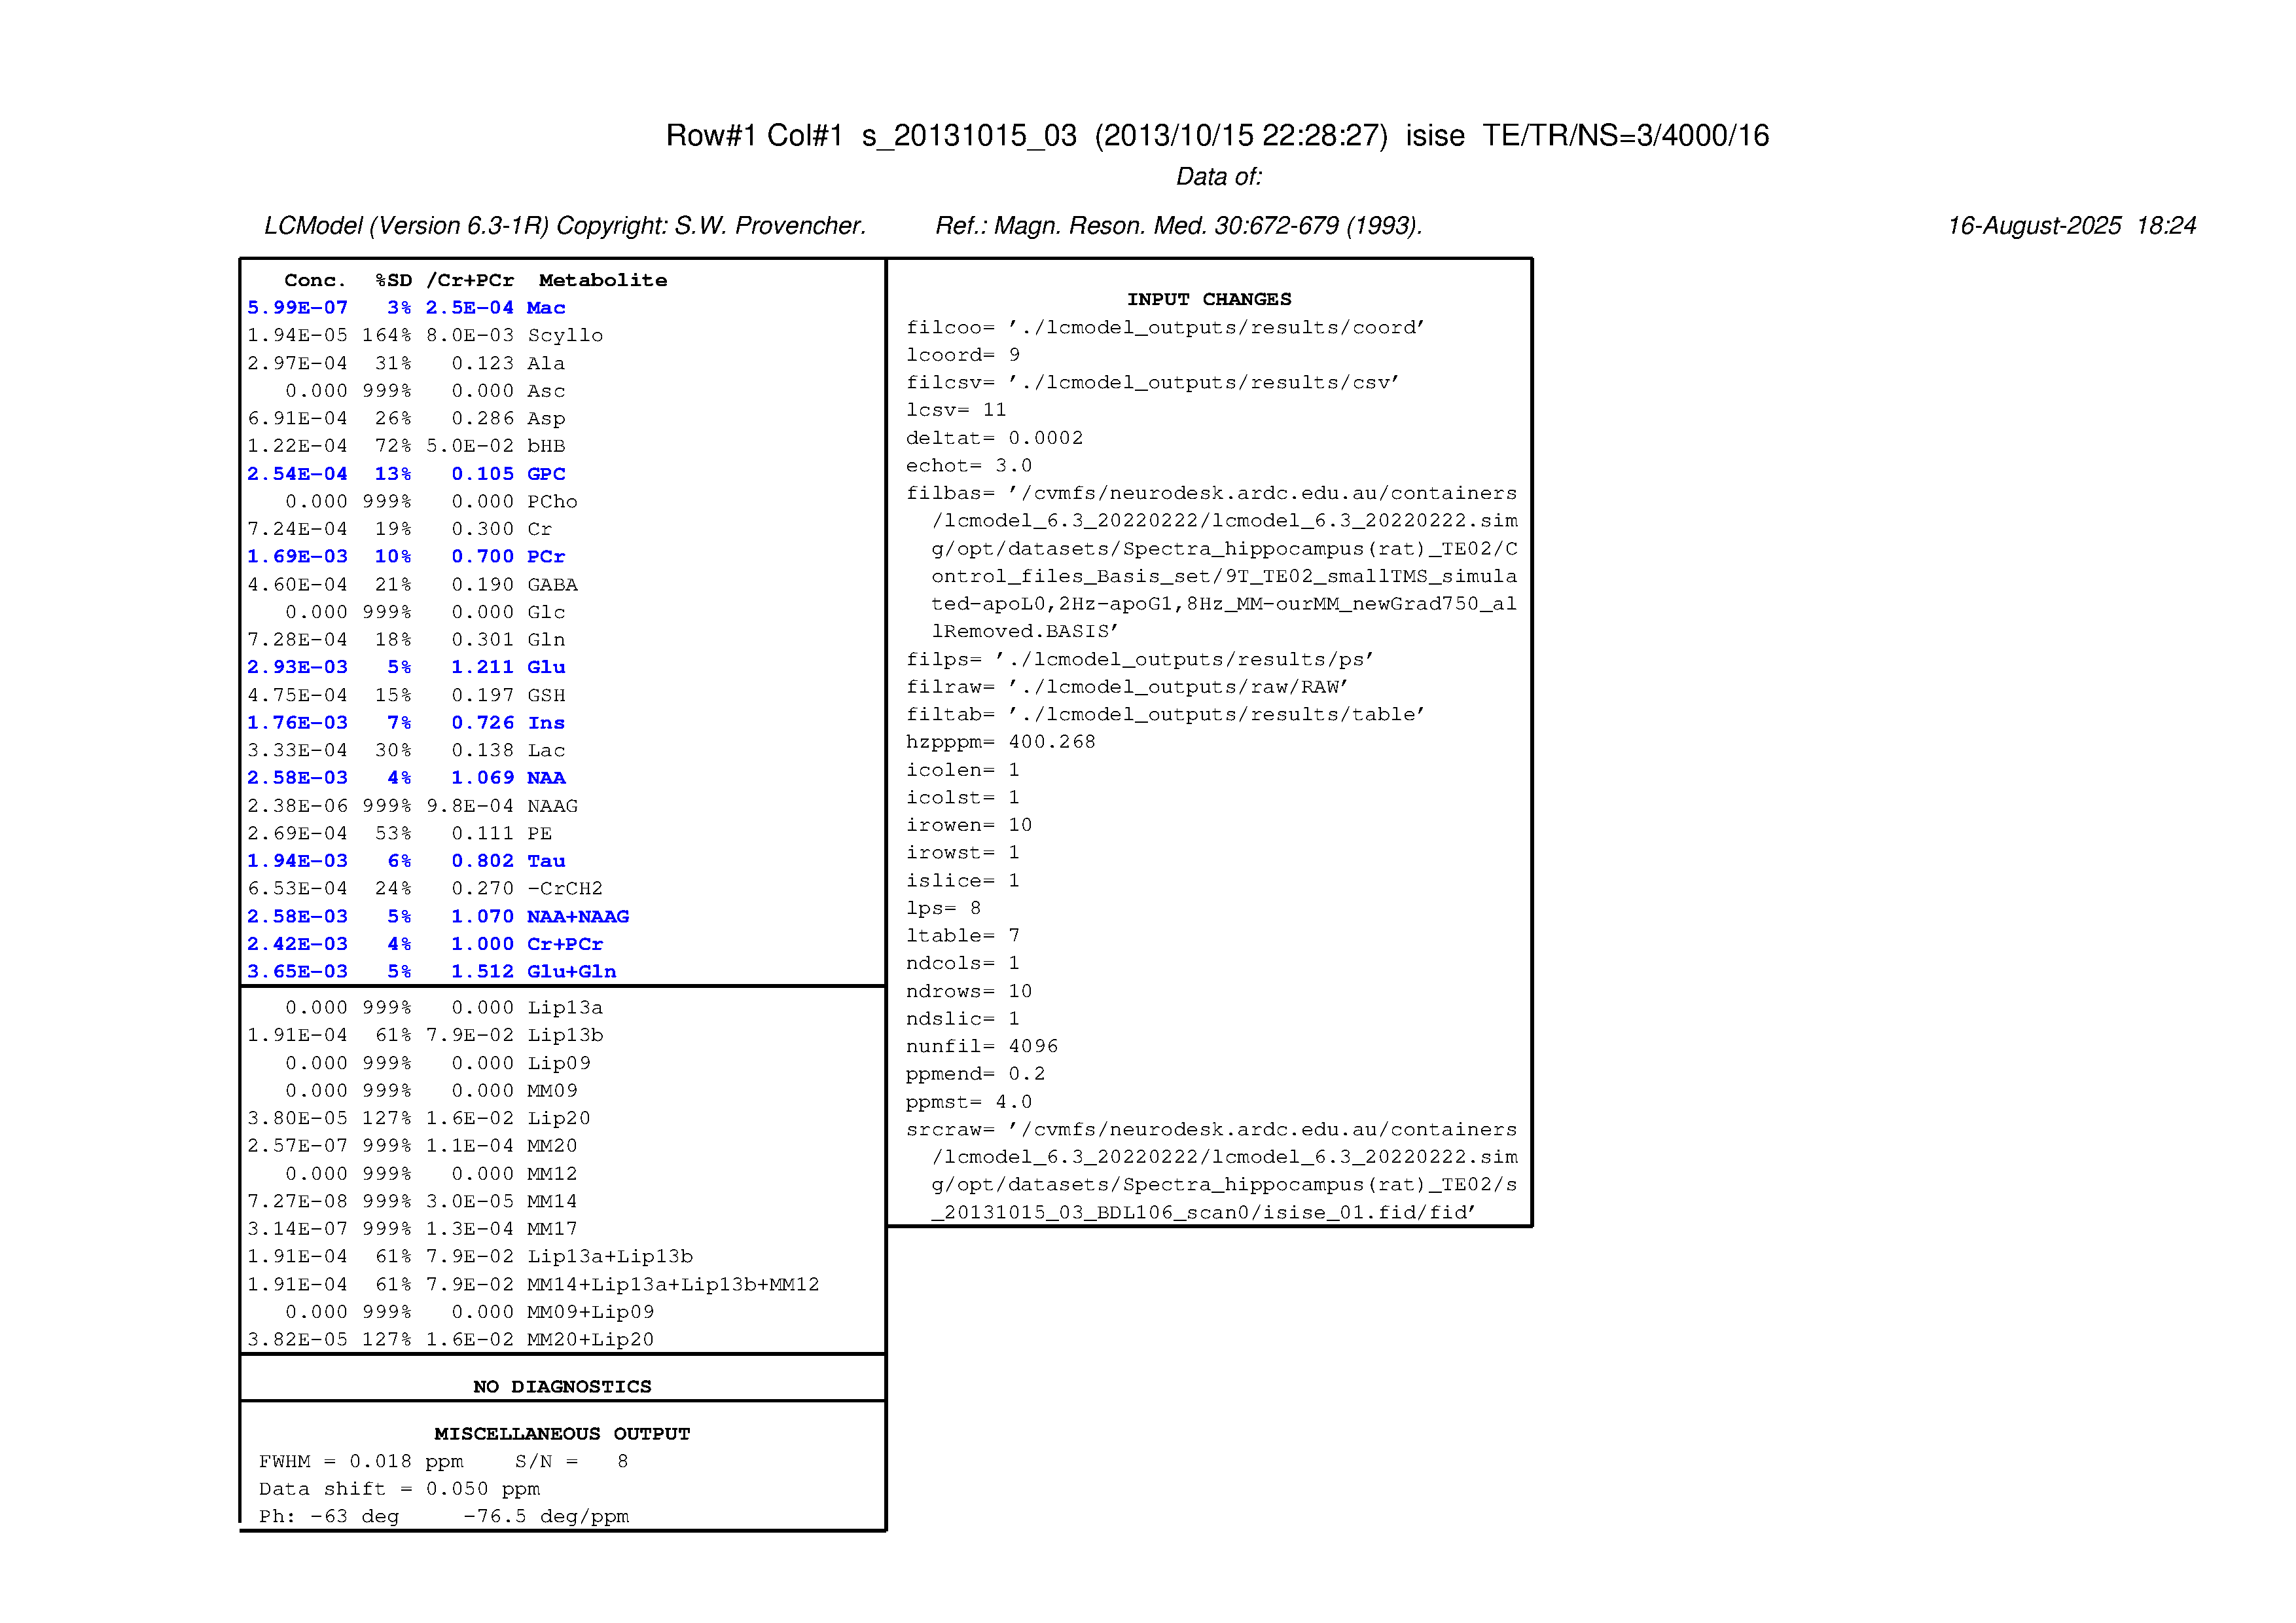 Row#1 Col#1 s_20131015_03 (2013/10/15 22:28:27) isise TE/TR/NS=3/4000/16
Data of:
LCModel (Version 6.3-1R) Copyright: S.W. Provencher. Ref.: Magn. Reson. Med. 30:672-679 (1993). 16-August-2025 18:24
Conc. %SD /Cr+PCr Metabolite
5.99E-07 3% 2.5E-04 Mac
1.94E-05 164% 8.0E-03 Scyllo
2.97E-04 31% 0.123 Ala
0.000 999% 0.000 Asc
6.91E-04 26% 0.286 Asp
1.22E-04 72% 5.0E-02 bHB
2.54E-04 13% 0.105 GPC
0.000 999% 0.000 PCho
7.24E-04 19% 0.300 Cr
1.69E-03 10% 0.700 PCr
4.60E-04 21% 0.190 GABA
0.000 999% 0.000 Glc
7.28E-04 18% 0.301 Gln
2.93E-03 5% 1.211 Glu
4.75E-04 15% 0.197 GSH
1.76E-03 7% 0.726 Ins
3.33E-04 30% 0.138 Lac
2.58E-03 4% 1.069 NAA
2.38E-06 999% 9.8E-04 NAAG
2.69E-04 53% 0.111 PE
1.94E-03 6% 0.802 Tau
6.53E-04 24% 0.270 -CrCH2
2.58E-03 5% 1.070 NAA+NAAG
2.42E-03 4% 1.000 Cr+PCr
3.65E-03 5% 1.512 Glu+Gln
0.000 999% 0.000 Lip13a
1.91E-04 61% 7.9E-02 Lip13b
0.000 999% 0.000 Lip09
0.000 999% 0.000 MM09
3.80E-05 127% 1.6E-02 Lip20
2.57E-07 999% 1.1E-04 MM20
0.000 999% 0.000 MM12
7.27E-08 999% 3.0E-05 MM14
3.14E-07 999% 1.3E-04 MM17
1.91E-04 61% 7.9E-02 Lip13a+Lip13b
1.91E-04 61% 7.9E-02 MM14+Lip13a+Lip13b+MM12
0.000 999% 0.000 MM09+Lip09
3.82E-05 127% 1.6E-02 MM20+Lip20
NO DIAGNOSTICS
MISCELLANEOUS OUTPUT
FWHM = 0.018 ppm S/N = 8
Data shift = 0.050 ppm
Ph: -63 deg -76.5 deg/ppm
INPUT CHANGES
filcoo= './lcmodel_outputs/results/coord'
lcoord= 9
filcsv= './lcmodel_outputs/results/csv'
lcsv= 11
deltat= 0.0002
echot= 3.0
filbas= '/cvmfs/neurodesk.ardc.edu.au/containers
/lcmodel_6.3_20220222/lcmodel_6.3_20220222.sim
g/opt/datasets/Spectra_hippocampus(rat)_TE02/C
ontrol_files_Basis_set/9T_TE02_smallTMS_simula
ted-apoL0,2Hz-apoG1,8Hz_MM-ourMM_newGrad750_al
lRemoved.BASIS'
filps= './lcmodel_outputs/results/ps'
filraw= './lcmodel_outputs/raw/RAW'
filtab= './lcmodel_outputs/results/table'
hzpppm= 400.268
icolen= 1
icolst= 1
irowen= 10
irowst= 1
islice= 1
lps= 8
ltable= 7
ndcols= 1
ndrows= 10
ndslic= 1
nunfil= 4096
ppmend= 0.2
ppmst= 4.0
srcraw= '/cvmfs/neurodesk.ardc.edu.au/containers
/lcmodel_6.3_20220222/lcmodel_6.3_20220222.sim
g/opt/datasets/Spectra_hippocampus(rat)_TE02/s
_20131015_03_BDL106_scan0/isise_01.fid/fid'